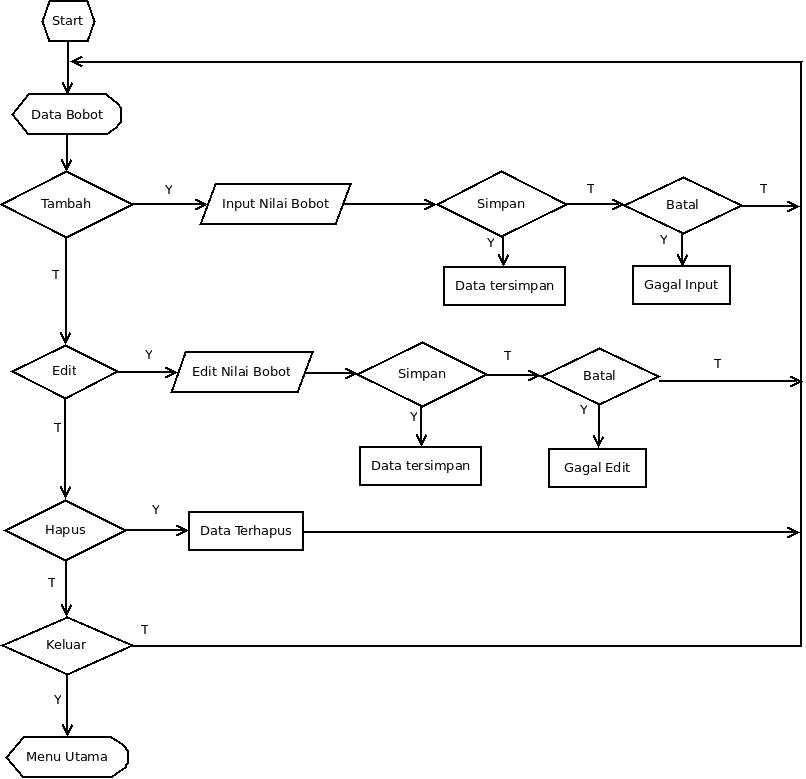 Start
Data Bobot
Tambah
Y
Input Nilai Bobot
Simpan
T
Batal
T
Y
Y
Data tersimpan
Gagal Input
T
Edit
Y
Edit Nilai Bobot
Simpan
T
Batal
T
Y
Y
Data tersimpan
Gagal Edit
T
Hapus
Y
Data Terhapus
T
Keluar
T
Y
Menu Utama